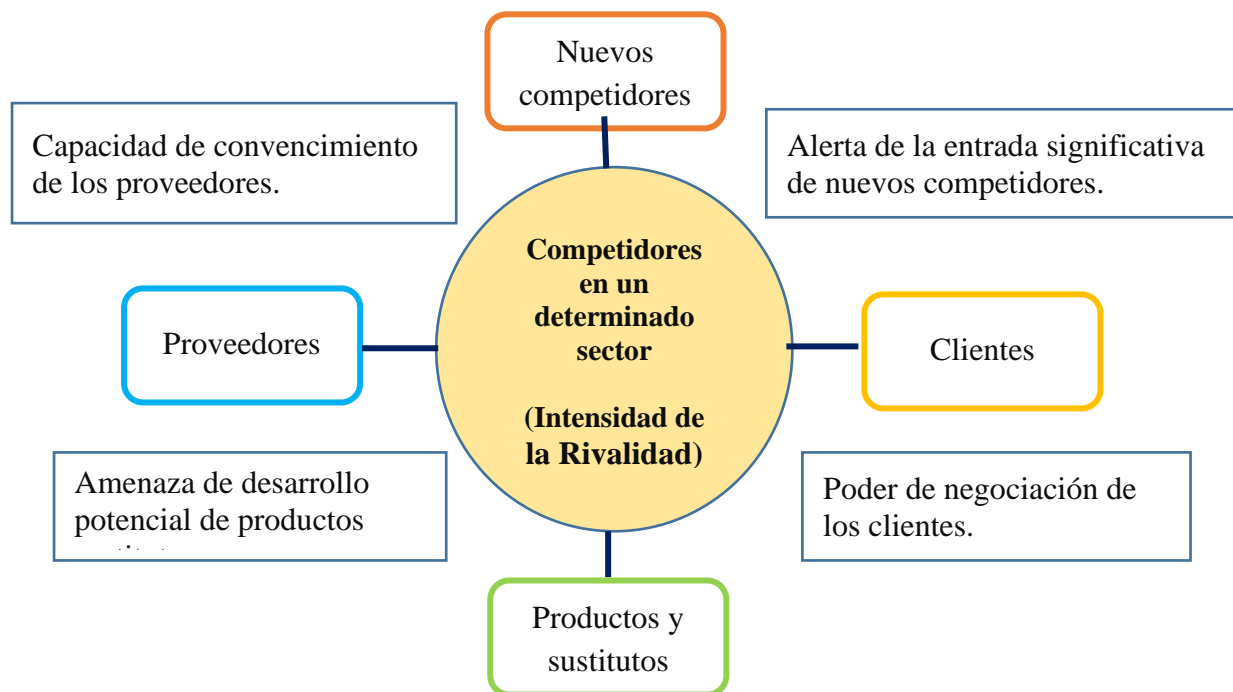 Nuevos
competidores
Capacidad de convencimiento
de los proveedores.
Alerta de la entrada significativa
de nuevos competidores.
Competidores
en un
determinado
sector
(Intensidad de
la Rivalidad)
Proveedores
Clientes
Amenaza de desarrollo
potencial de productos
Poder de negociación de
los clientes.
Productos y
sustitutos